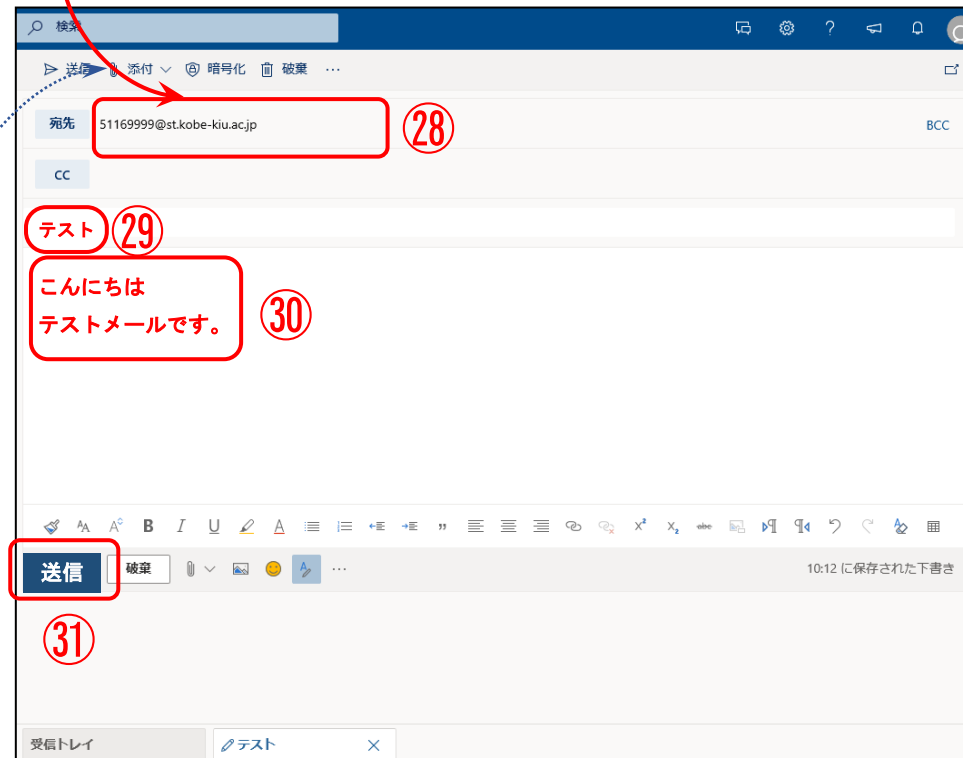 検索
送信 添付 暗号化 破棄 …
宛先 51169999@st.kobe-kiu.ac.jp ㉘ BCC
CC
テスト ㉙
こんにちは
テストメールです。 ㉚
送信 破棄 … 10:12 に保存された下書き
㉛
受信トレイ テスト